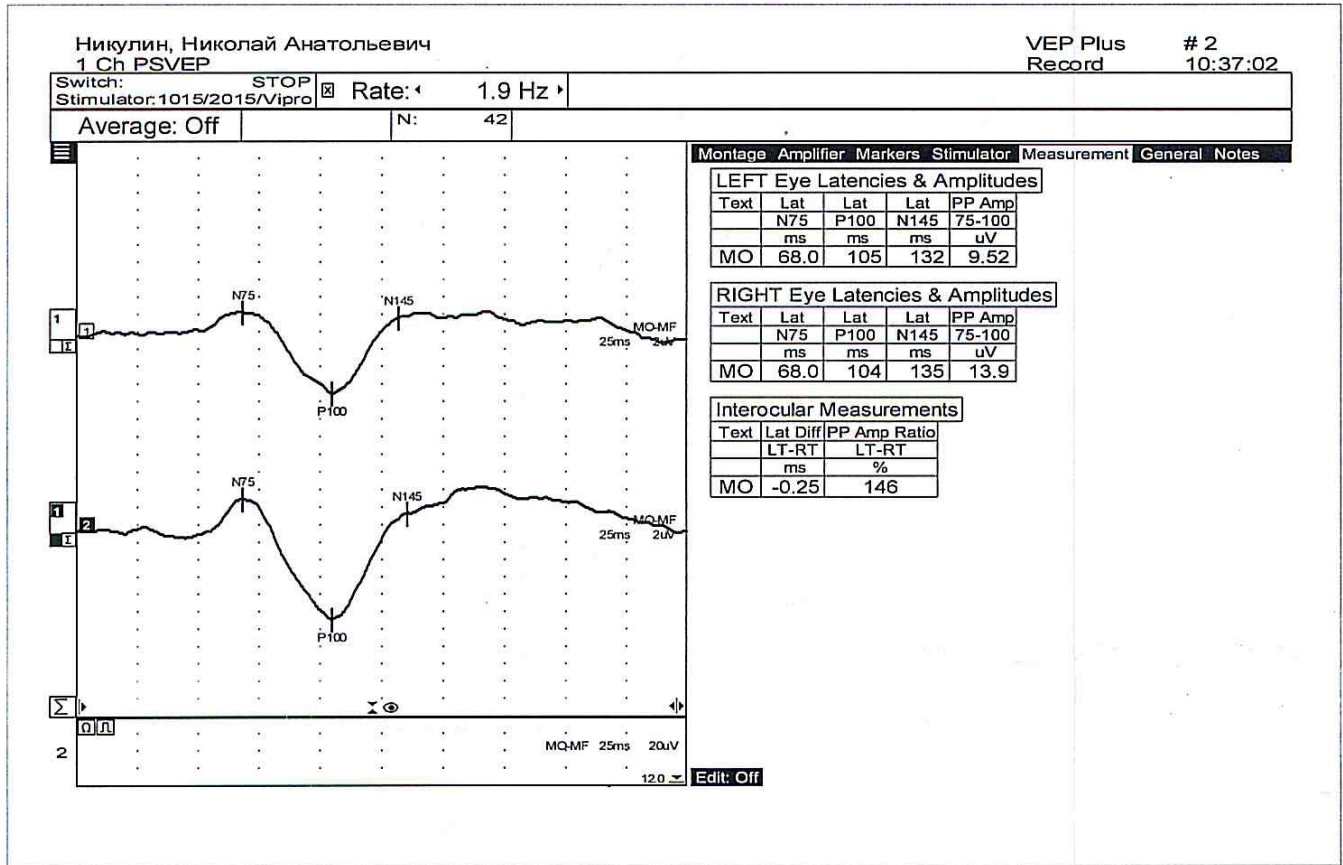 Никулин, Николай Анатольевич
VEP Plus # 2
1 Ch PSVEP
Record 10:37:02
Switch: STOP
Stimulator:1015/2015/Vipro
Rate: 1.9 Hz
Average: Off
N: 42
Montage Amplifier Markers Stimulator Measurement General Notes
LEFT Eye Latencies & Amplitudes
Text Lat Lat Lat PP Amp
N75 P100 N145 75-100
ms ms ms uV
MO 68.0 105 132 9.52
RIGHT Eye Latencies & Amplitudes
Text Lat Lat Lat PP Amp
N75 P100 N145 75-100
ms ms ms uV
MO 68.0 104 135 13.9
Interocular Measurements
Text Lat Diff PP Amp Ratio
LT-RT LT-RT
ms %
MO -0.25 146
N75
N145
1
1
MO-MF
25ms 2uV
Σ
P100
N75
N145
1
2
MO-MF
25ms 2uV
Σ
P100
Σ
2
MO-MF 25ms 20uV
12.0
Edit: Off